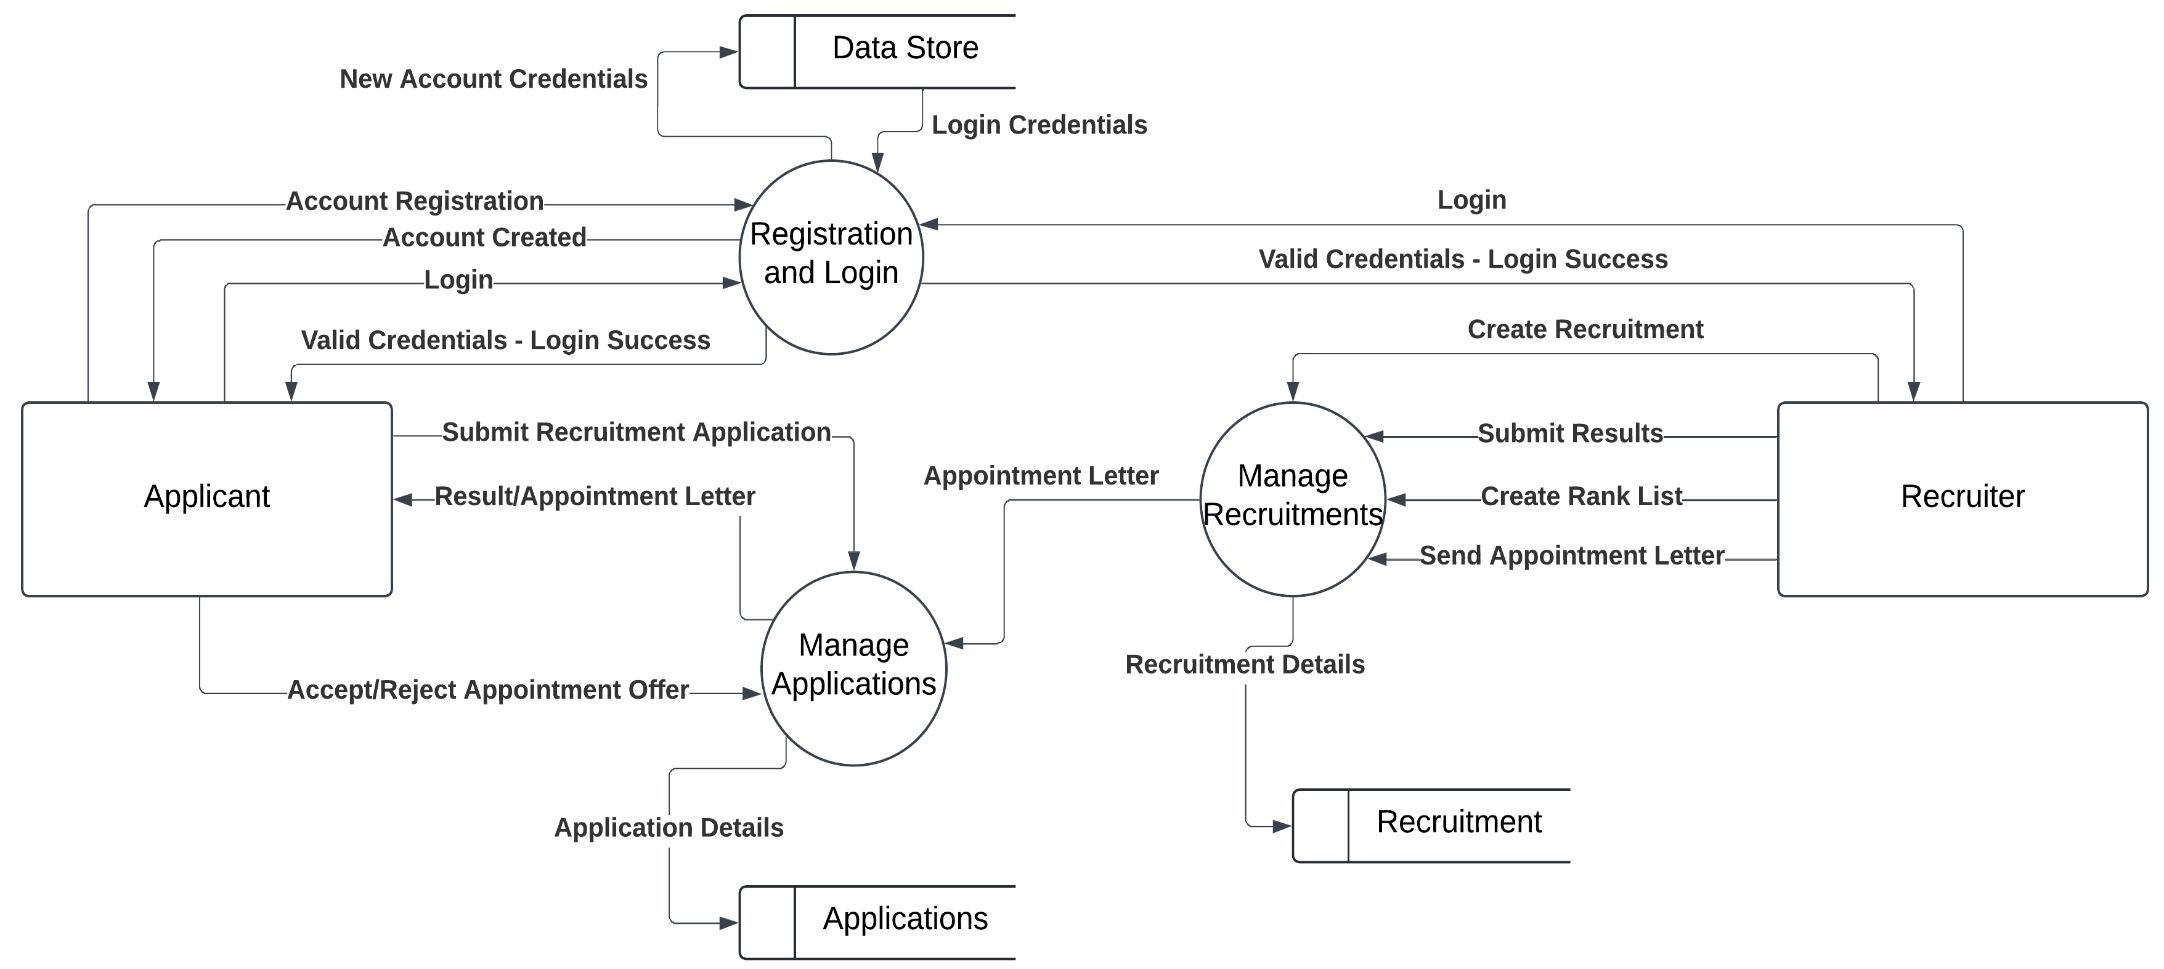 Data Store
New Account Credentials
Login Credentials
Account Registration
Login
Registration
and Login
Account Created
Valid Credentials - Login Success
Login
Create Recruitment
Valid Credentials - Login Success
Submit Recruitment Application
Submit Results
Appointment Letter
Manage
Recruitments
Applicant
Result/Appointment Letter
Create Rank List
Recruiter
Send Appointment Letter
Manage
Applications
Recruitment Details
Accept/Reject Appointment Offer
Application Details
Recruitment
Applications